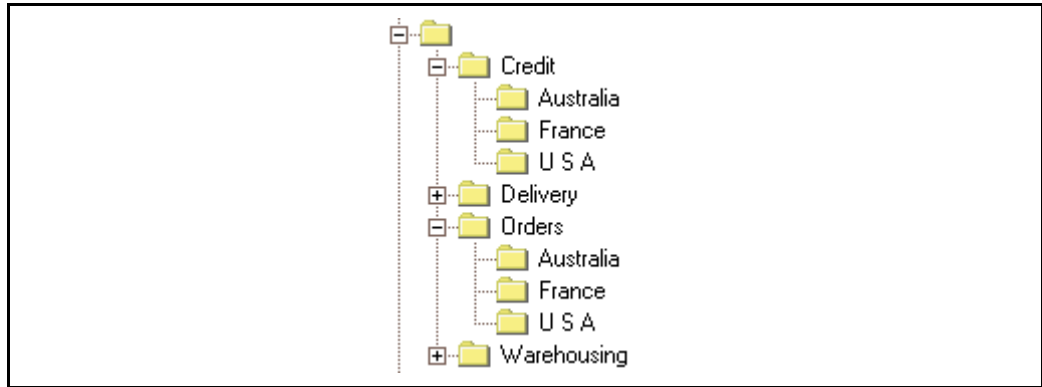 Credit
Australia
France
U S A
Delivery
Orders
Australia
France
U S A
Warehousing